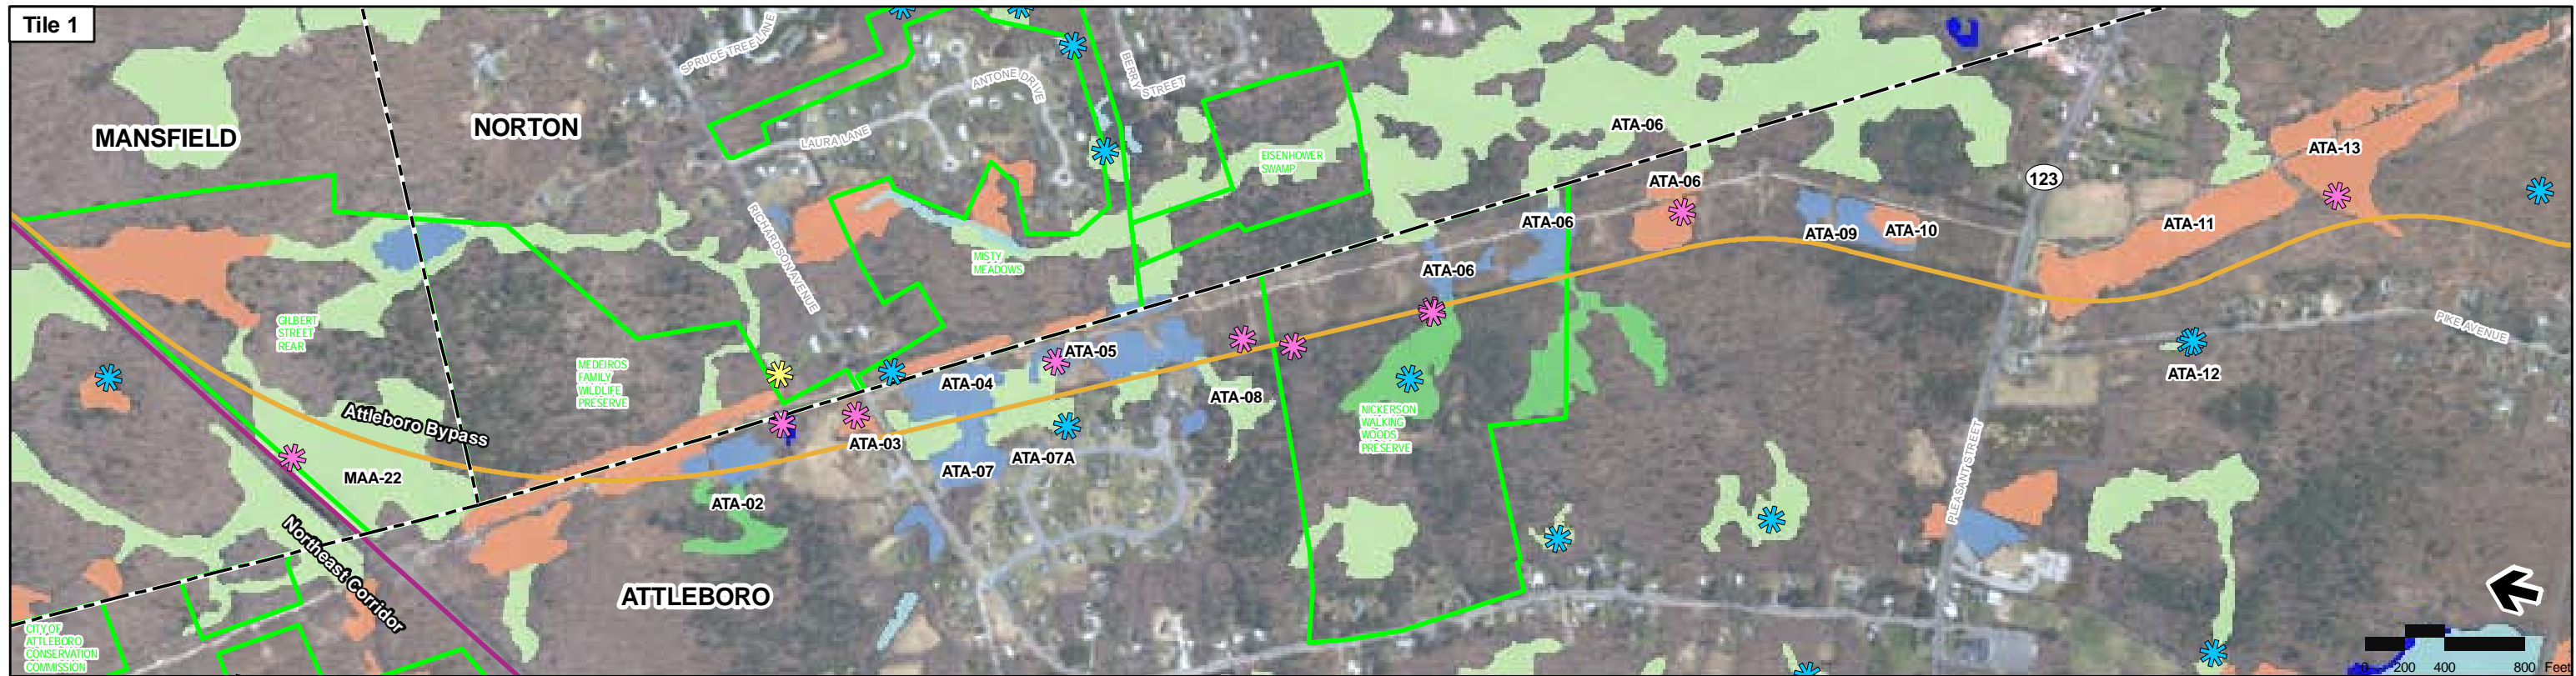 Tile 1
SPRUCE TREE LANE
BERRY STREET
ANTONE DRIVE
MANSFIELD
NORTON
LAURA LANE
ATA-06
EISENHOWER
SWAMP
ATA-13
123
ATA-06
RICHARDSON AVENUE
ATA-06
ATA-09
ATA-10
ATA-11
MISTY
MEADOWS
ATA-06
GILBERT
STREET
REAR
PIKE AVENUE
ATA-05
MEDEIROS
FAMILY
WILDLIFE
PRESERVE
ATA-04
ATA-12
ATA-08
Attleboro Bypass
NICKERSON
WALKING
WOODS
PRESERVE
ATA-03
ATA-07A
ATA-07
MAA-22
ATA-02
PLEASANT STREET
Northeast Corridor
ATTLEBORO
CITY OF
ATTLEBORO
CONSERVATION
COMMISSION
0 200 400 800 Feet